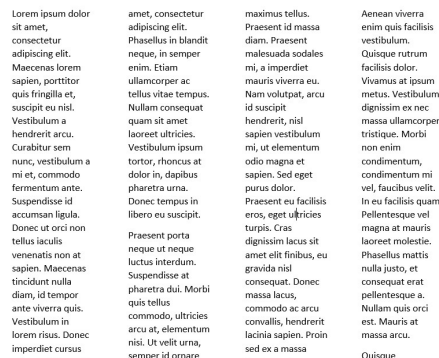 Lorem ipsum dolor
sit amet,
consectetur
adipiscing elit.
Maecenas lorem
sapien, porttitor
quis fringilla et,
suscipit eu nisl.
Vestibulum a
hendrerit arcu.
Curabitur sem
nunc, vestibulum a
mi et, commodo
fermentum ante.
Suspendisse id
accumsan ligula.
Donec ut orci non
tellus iaculis
venenatis non at
sapien. Maecenas
tincidunt nulla
diam, id tempor
ante viverra quis.
Vestibulum in
lorem risus. Donec
imperdiet cursus
amet, consectetur
adipiscing elit.
Phasellus in blandit
neque, in semper
enim. Etiam
ullamcorper ac
tellus vitae tempus.
Nullam consequat
quam sit amet
laoreet ultricies.
Vestibulum ipsum
tortor, rhoncus at
dolor in, dapibus
pharetra urna.
Donec tempus in
libero eu suscipit.
Praesent porta
neque ut neque
luctus interdum.
Suspendisse at
pharetra dui. Morbi
quis tellus
commodo, ultricies
arcu at, elementum
nisi. Ut velit urna,
semper id ornare
maximus tellus.
Praesent id massa
diam. Praesent
malesuada sodales
mi, a imperdiet
mauris viverra eu.
Nam volutpat, arcu
id suscipit
hendrerit, nisl
sapien vestibulum
mi, ut elementum
odio magna et
sapien. Sed eget
purus dolor.
Praesent eu facilisis
eros, eget ultricies
turpis. Cras
dignissim lacus sit
amet elit finibus, eu
gravida nisl
consequat. Donec
massa lacus,
commodo ac arcu
convallis, hendrerit
lacinia sapien. Proin
sed ex a massa
Aenean viverra
enim quis facilisis
vestibulum.
Quisque rutrum
facilisis dolor.
Vivamus at ipsum
metus. Vestibulum
dignissim ex nec
massa ullamcorper
tristique. Morbi
non enim
condimentum,
condimentum mi
vel, faucibus velit.
In eu facilisis quam.
Pellentesque vel
magna at mauris
laoreet molestie.
Phasellus mattis
nulla justo, et
consequat erat
pellentesque a.
Nullam quis orci
est. Mauris at
massa arcu.
Quisque